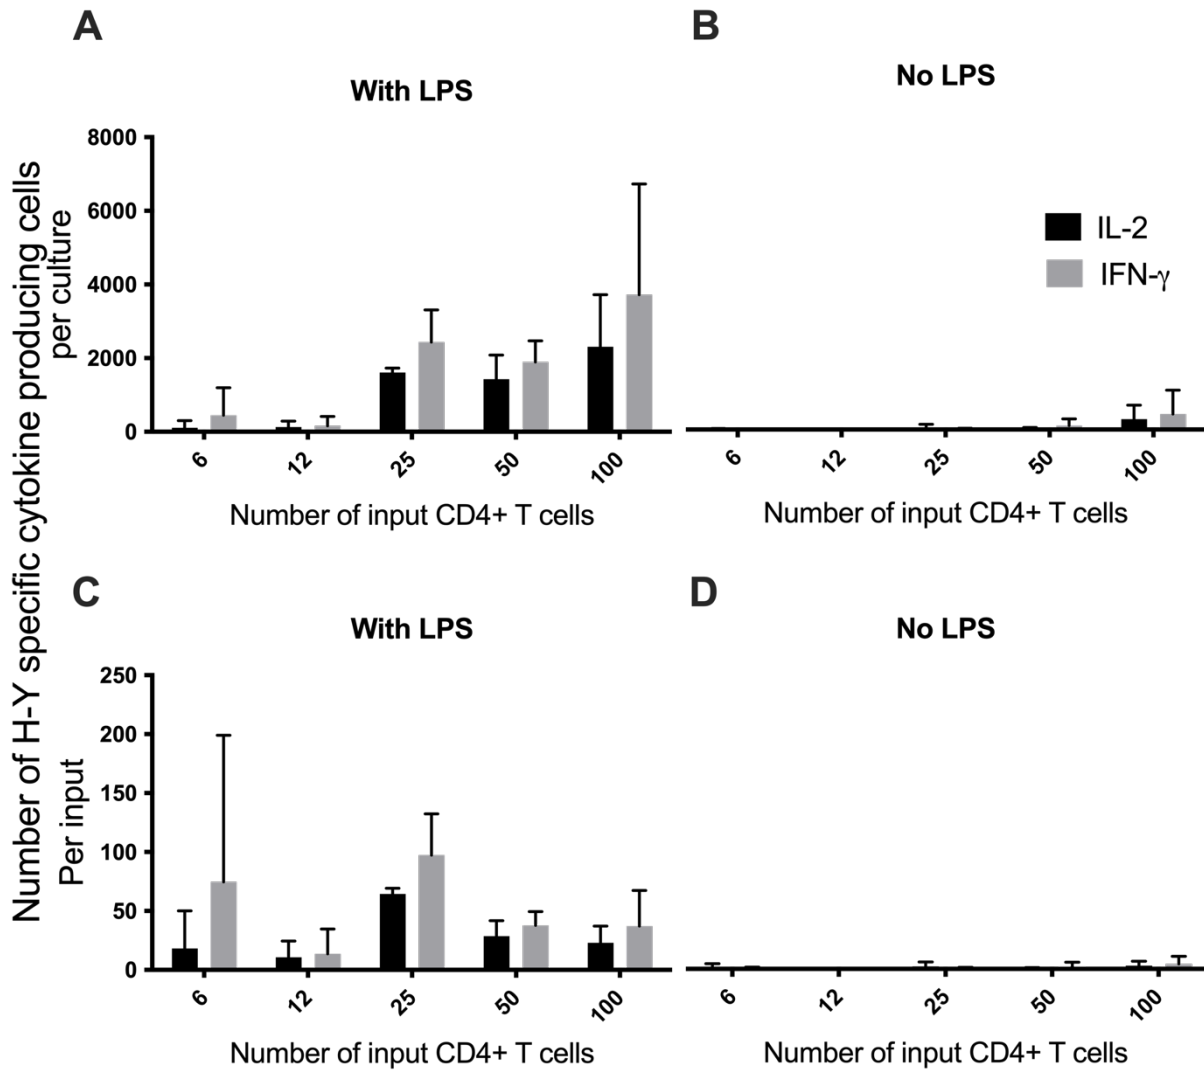 Number of H-Y specific cytokine producing cells
A
With LPS
per culture
8000
6000
4000
2000
0
6
12
25
50
100
Number of input CD4+ T cells
B
No LPS
IL-2
IFN-γ
6
12
25
50
100
Number of input CD4+ T cells
C
With LPS
Per input
250
200
150
100
50
0
6
12
25
50
100
Number of input CD4+ T cells
D
No LPS
6
12
25
50
100
Number of input CD4+ T cells